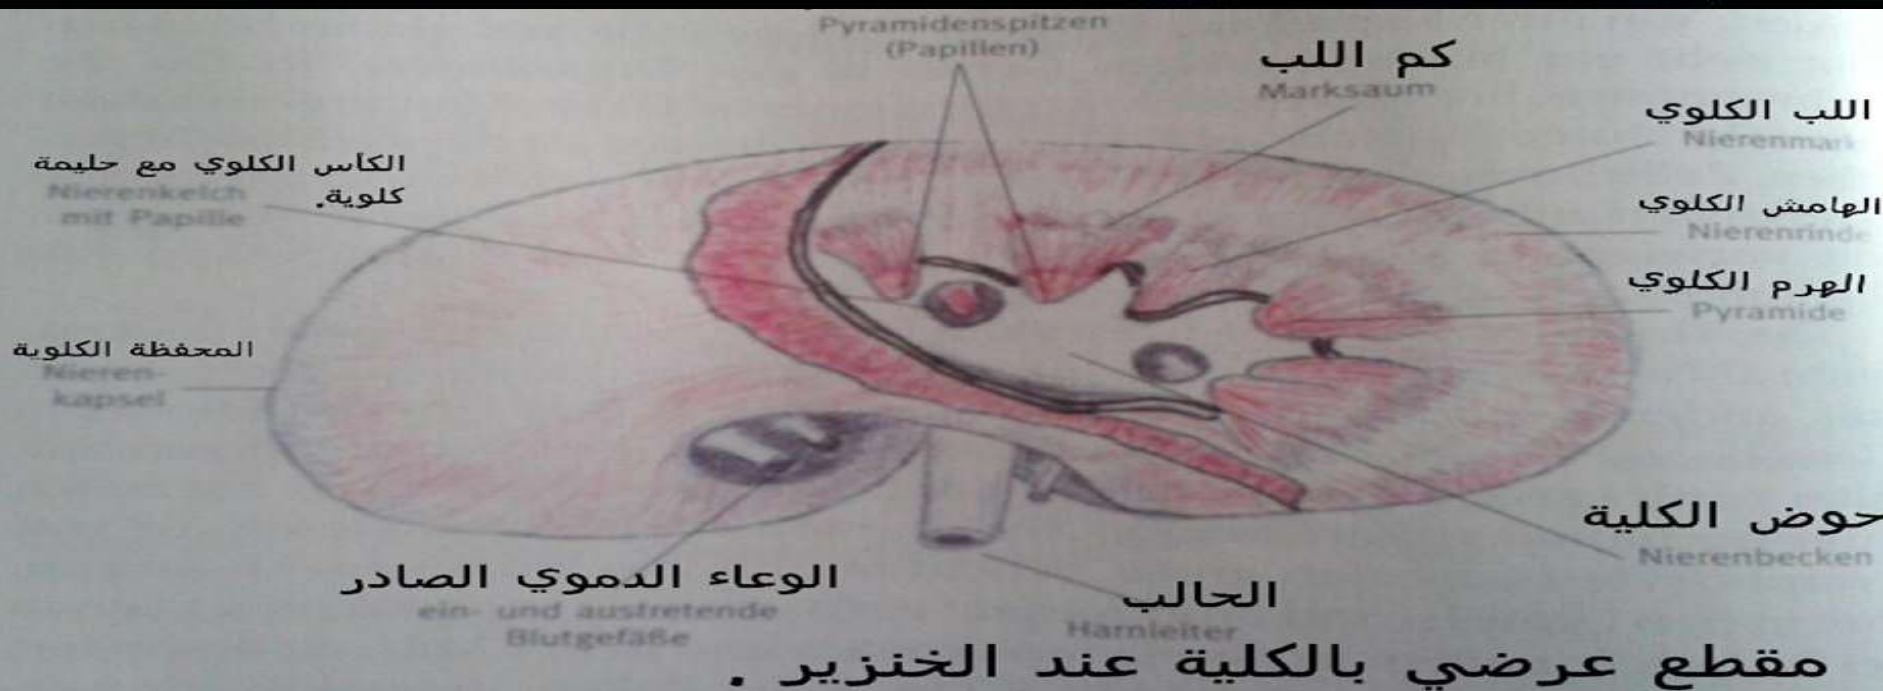 Pyramidenspitzen
(Papillen)
كم اللب
Marksaum
اللب الكلوي
Nierenmark
الكأس الكلوي مع حليمة
كلوية.
Nierenkelch
mit Papille
الهامش الكلوي
Nierenrinde
الهرم الكلوي
Pyramide
المحفظة الكلوية
Nieren-
kapsel
حوض الكلية
Nierenbecken
الوعاء الدموي الصادر
ein- und austretende
Blutgefäße
الحالب
Harnleiter
مقطع عرضي بالكلية عند الخنزير .